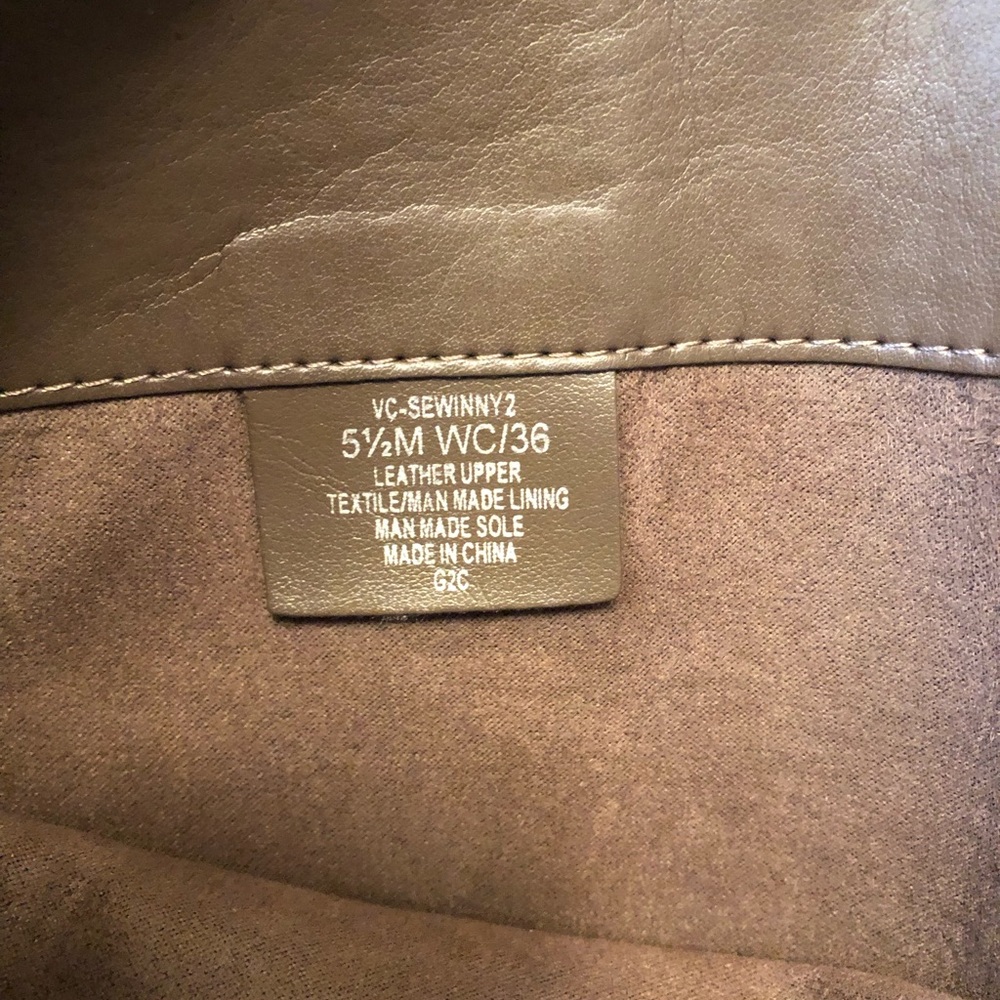 VC-SEWINNY2
5½M WC/36
LEATHER UPPER
TEXTILE/MAN MADE LINING
MAN MADE SOLE
MADE IN CHINA
G2C